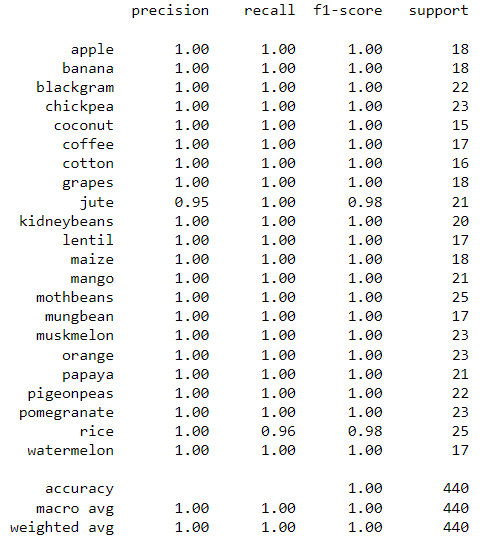 precision recall f1-score support
apple 1.00 1.00 1.00 18
banana 1.00 1.00 1.00 18
blackgram 1.00 1.00 1.00 22
chickpea 1.00 1.00 1.00 23
coconut 1.00 1.00 1.00 15
coffee 1.00 1.00 1.00 17
cotton 1.00 1.00 1.00 16
grapes 1.00 1.00 1.00 18
jute 0.95 1.00 0.98 21
kidneybeans 1.00 1.00 1.00 20
lentil 1.00 1.00 1.00 17
maize 1.00 1.00 1.00 18
mango 1.00 1.00 1.00 21
mothbeans 1.00 1.00 1.00 25
mungbean 1.00 1.00 1.00 17
muskmelon 1.00 1.00 1.00 23
orange 1.00 1.00 1.00 23
papaya 1.00 1.00 1.00 21
pigeonpeas 1.00 1.00 1.00 22
pomegranate 1.00 1.00 1.00 23
rice 1.00 0.96 0.98 25
watermelon 1.00 1.00 1.00 17
accuracy 1.00 440
macro avg 1.00 1.00 1.00 440
weighted avg 1.00 1.00 1.00 440